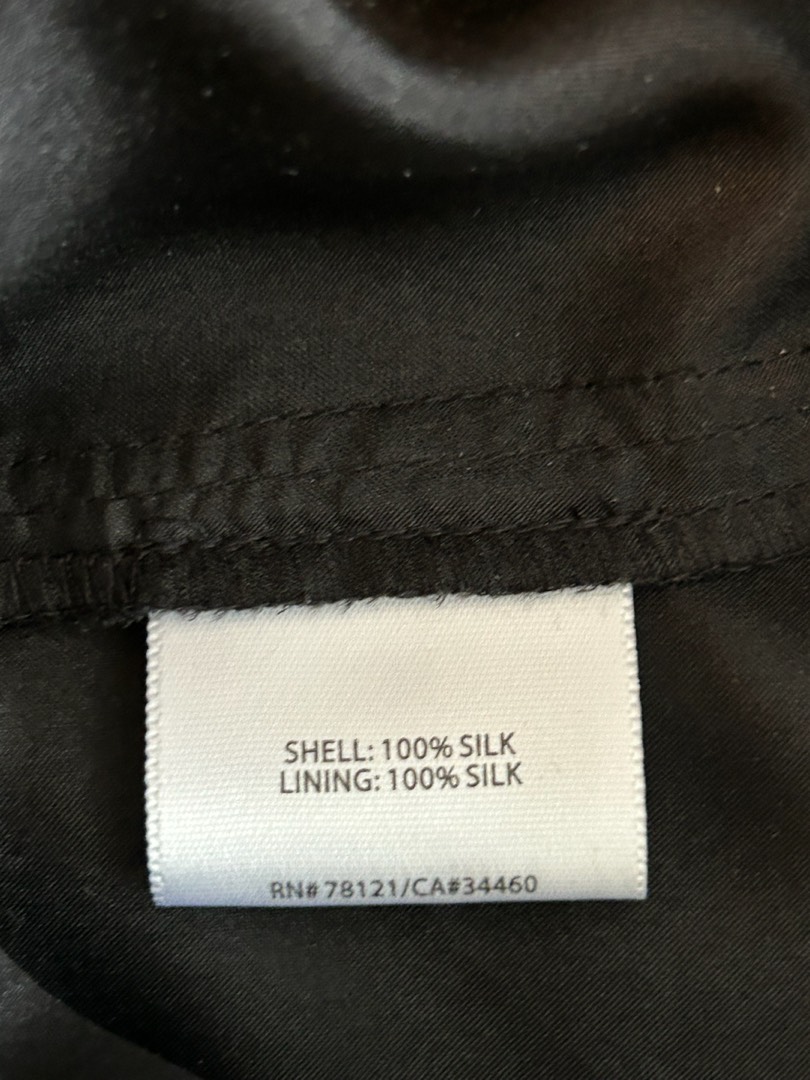 SHELL: 100% SILK
LINING: 100% SILK
RN# 78121/CA#34460